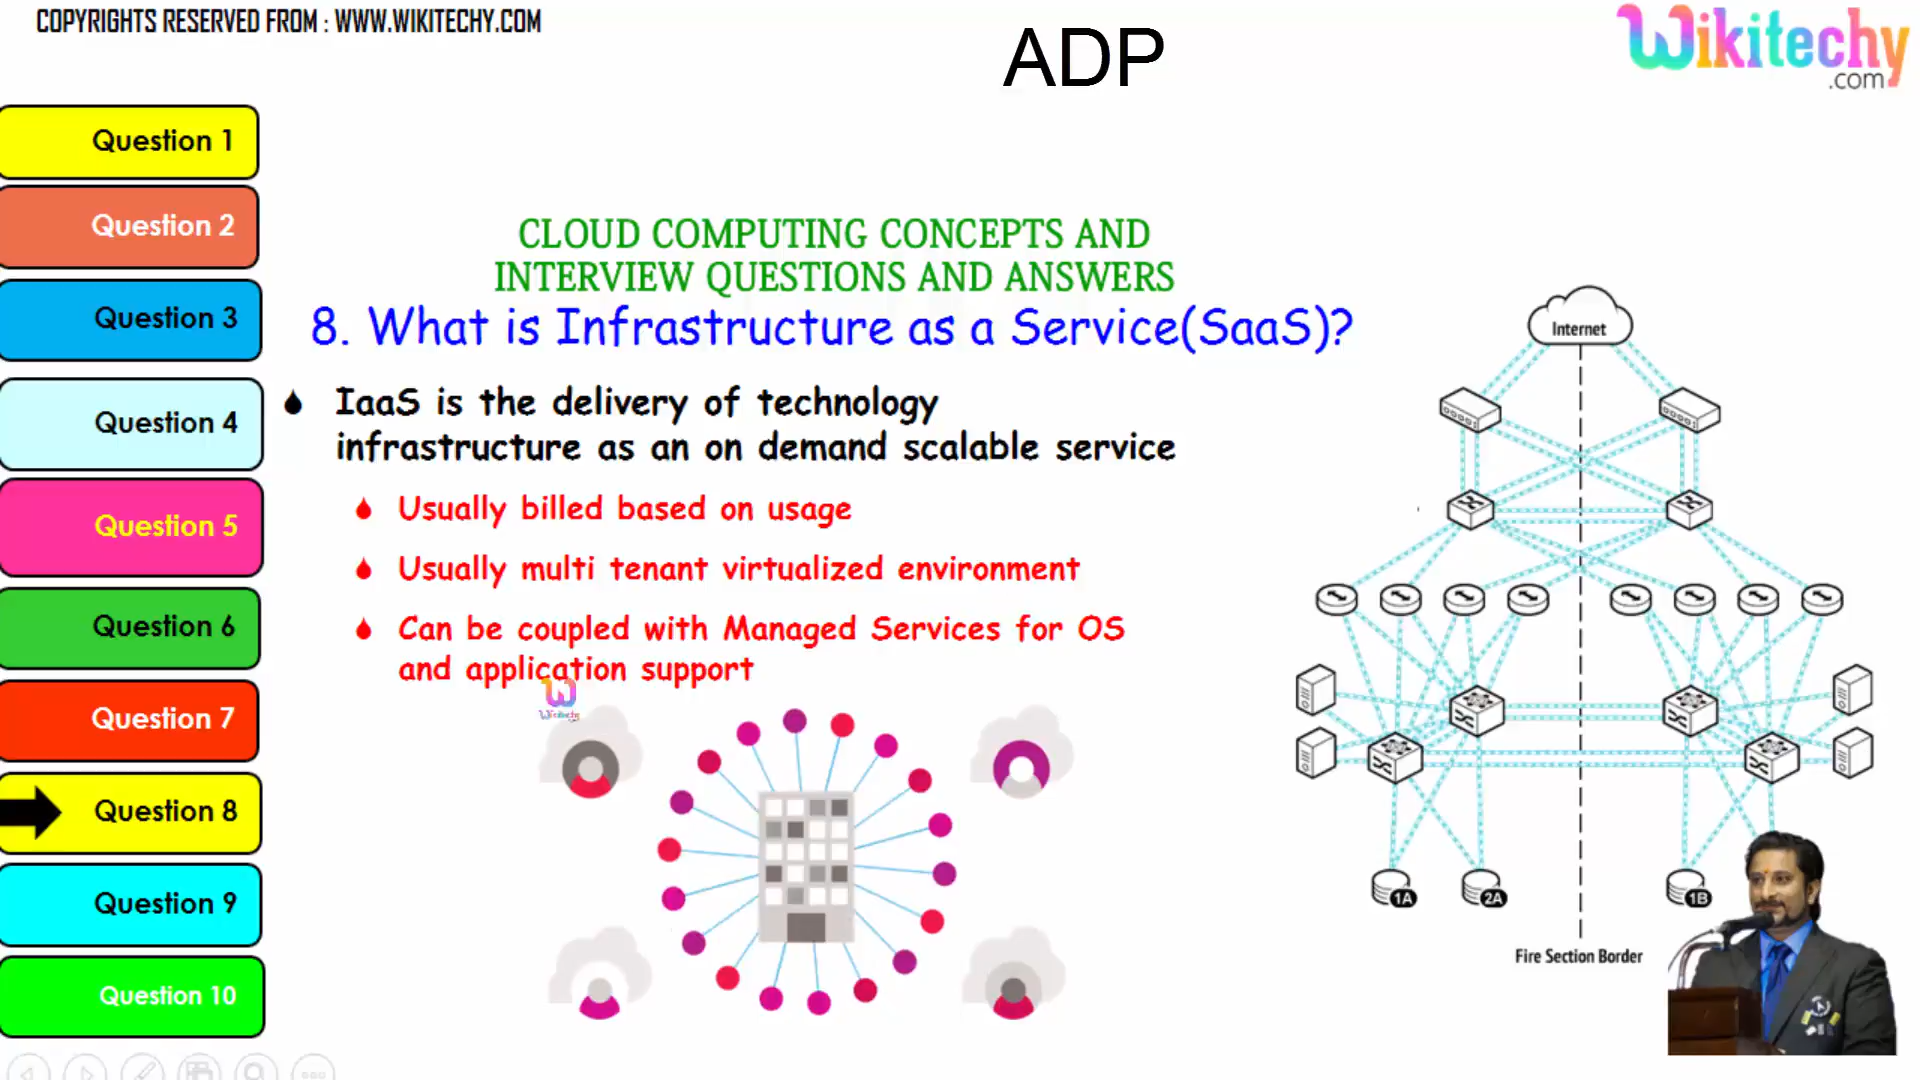 COPYRIGHTS RESERVED FROM : WWW.WIKITECHY.COM
ADP
Wikitechy
.com
Question 1
Question 2
Question 3
Question 4
Question 5
Question 6
Question 7
Question 8
Question 9
Question 10
CLOUD COMPUTING CONCEPTS AND
INTERVIEW QUESTIONS AND ANSWERS
8. What is Infrastructure as a Service(SaaS)?
IaaS is the delivery of technology
infrastructure as an on demand scalable service
Usually billed based on usage
Usually multi tenant virtualized environment
Can be coupled with Managed Services for OS
and application support
W
Wikitechy
Internet
1A
2A
1B
Fire Section Border